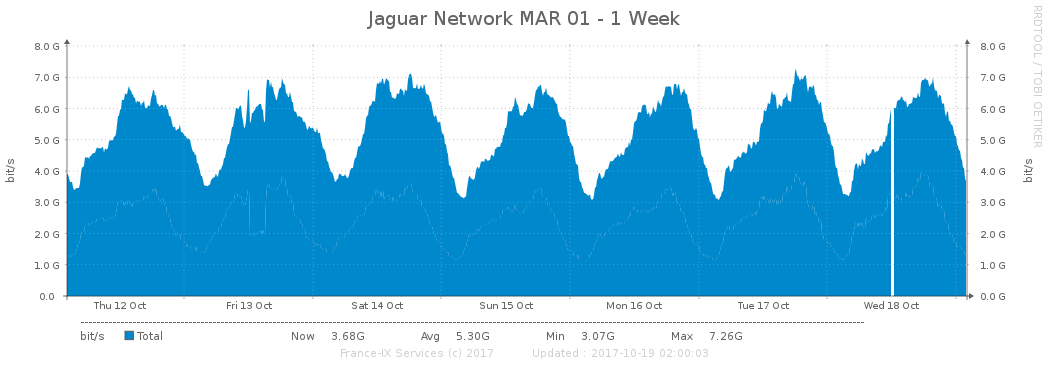 Jaguar Network MAR 01 - 1 Week
RRDTOOL / TOBI OETIKER
bit/s
8.0 G
7.0 G
6.0 G
5.0 G
4.0 G
3.0 G
2.0 G
1.0 G
0.0
8.0 G
7.0 G
6.0 G
5.0 G
4.0 G
3.0 G
2.0 G
1.0 G
0.0 G
bit/s
Thu 12 Oct Fri 13 Oct Sat 14 Oct Sun 15 Oct Mon 16 Oct Tue 17 Oct Wed 18 Oct
bit/s Total Now 3.68G Avg 5.30G Min 3.07G Max 7.26G
France-IX Services (c) 2017 Updated : 2017-10-19 02:00:03